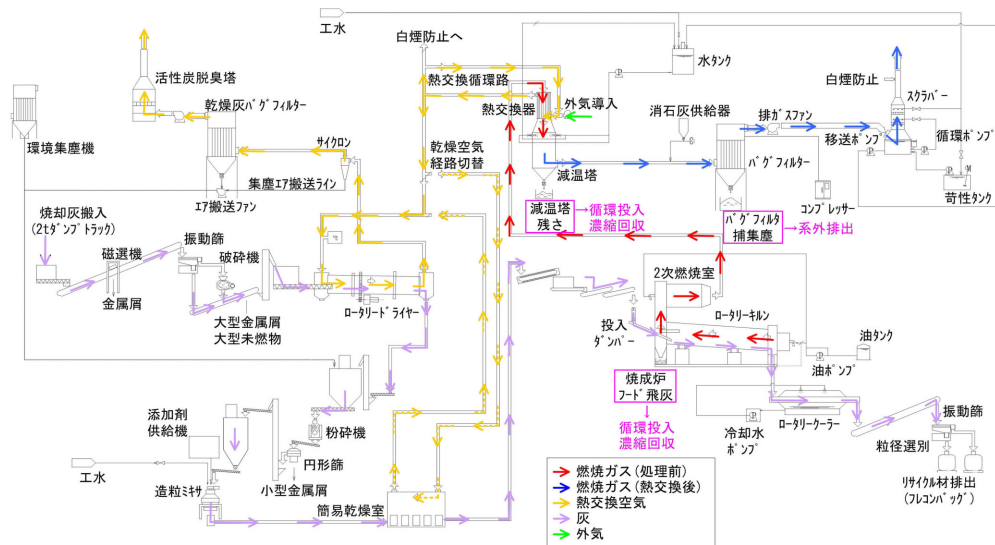 工水
白煙防止へ
水タンク
活性炭脱臭塔
熱交換循環路
熱交換器
外気導入
乾燥灰バグフィルター
消石灰供給器
排ガスファン
白煙防止
スクラバー
移送ポンプ
循環ポンプ
環境集塵機
サイクロン
乾燥空気
経路切替
集塵エア搬送ライン
エア搬送ファン
減温塔
バグフィルター
コンプレッサー
苛性タンク
減温塔
残さ
→循環投入
濃縮回収
バグフィルタ
捕集塵
→系外排出
焼却灰搬入
(2tダンプトラック)
磁選機
振動篩
破砕機
金属屑
大型金属屑
大型未燃物
ロータリードライヤー
2次燃焼室
ロータリーキルン
投入
ダンパー
油タンク
油ポンプ
焼成炉
フード飛灰
↓
循環投入
濃縮回収
冷却水
ポンプ
ロータリークーラー
振動篩
粒径選別
リサイクル材排出
(フレコンバッグ)
添加剤
供給機
粉砕機
円形篩
小型金属屑
工水
造粒ミキサ
簡易乾燥室
燃焼ガス(処理前)
燃焼ガス(熱交換後)
熱交換空気
灰
外気